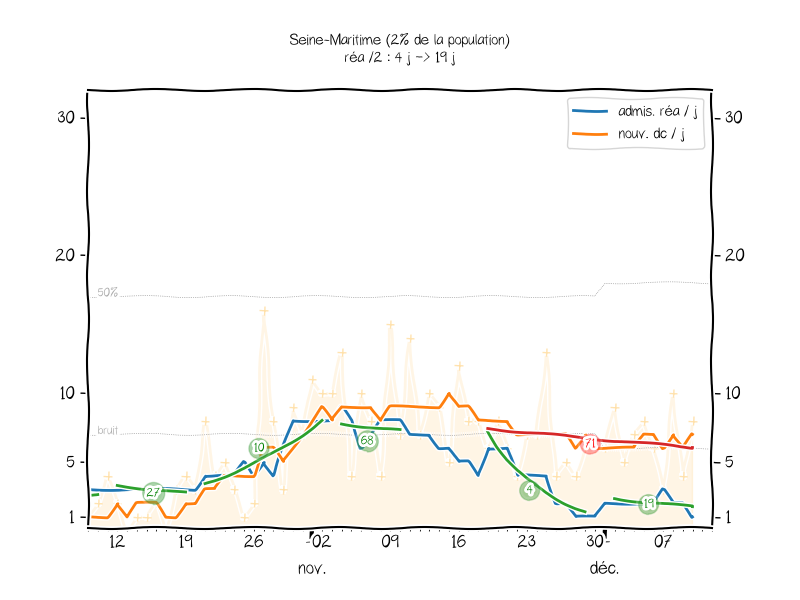 Seine-Maritime (2% de la population)
réa /2 : 4 j -> 19 j
admis. réa / j
nouv. dc / j
30 30
20 20
50%
10 10
bruit
10 68 71
5 5
27 4 19
1 1
12 19 26 02 09 16 23 30 07
nov. déc.